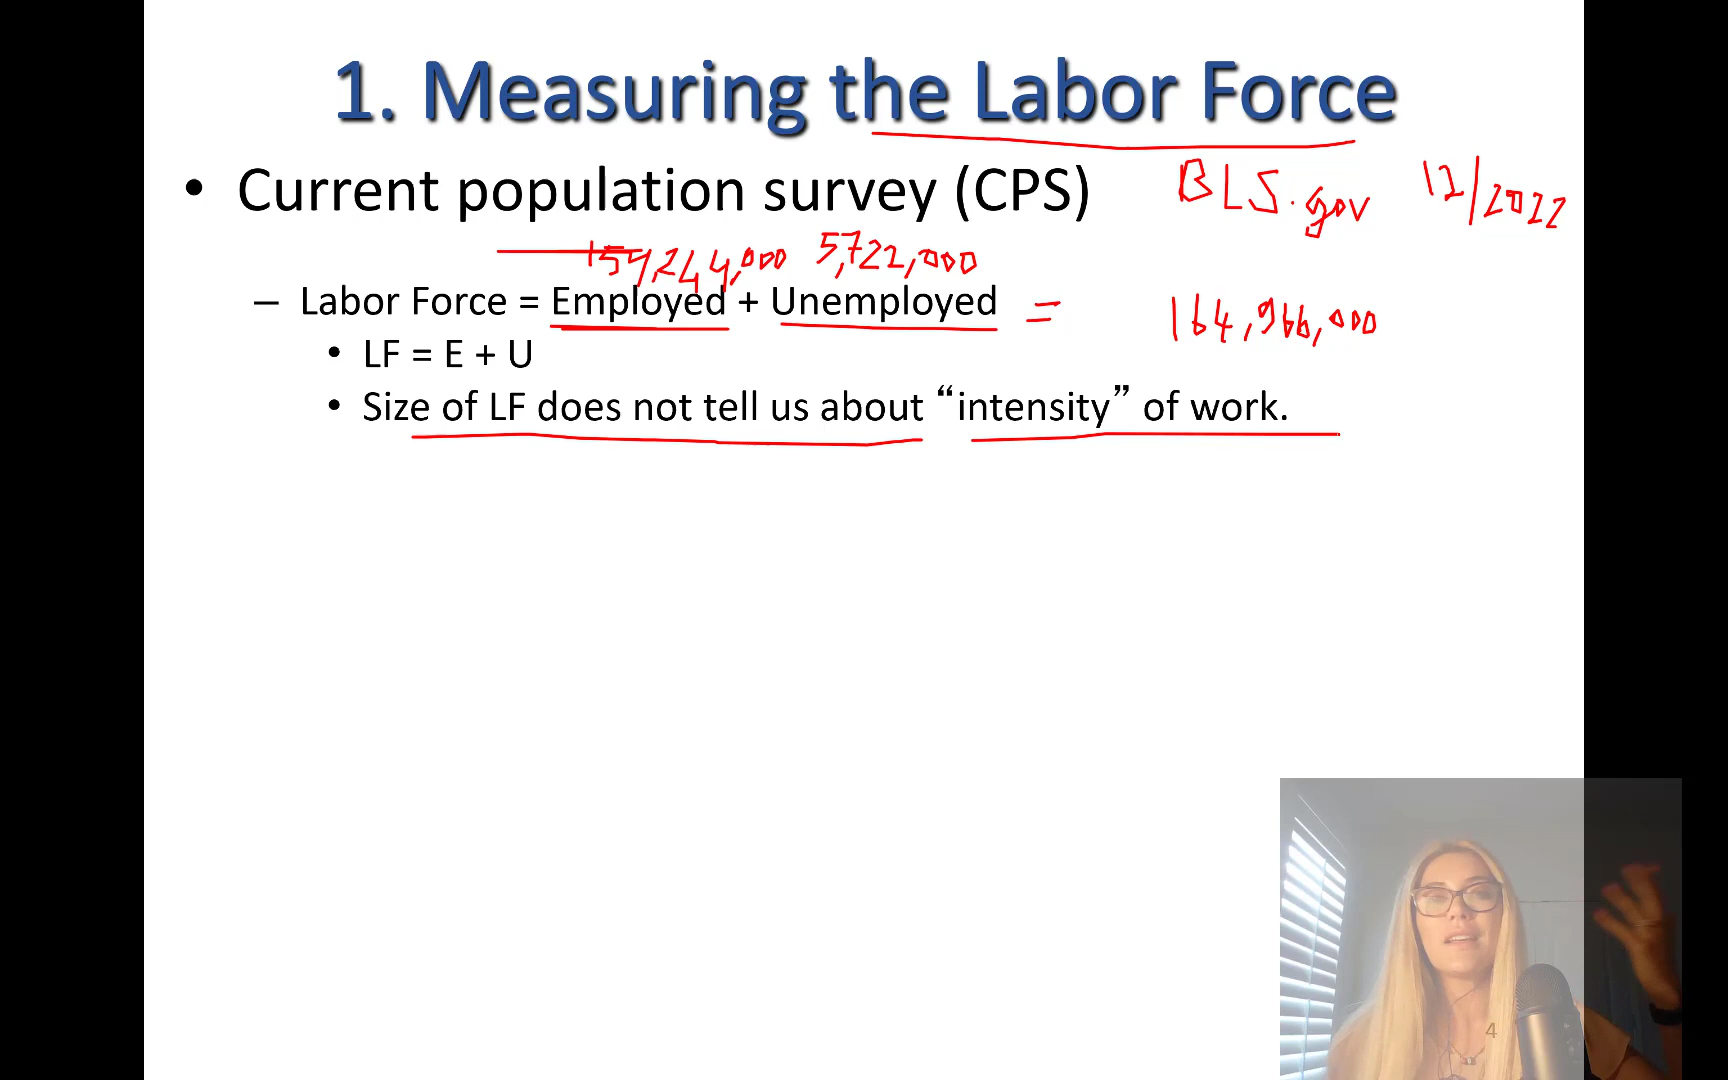 1. Measuring the Labor Force
• Current population survey (CPS) BLS.gov 12/2022
159,244,000 5,722,000
– Labor Force = Employed + Unemployed = 164,966,000
• LF = E + U
• Size of LF does not tell us about “intensity” of work.
4